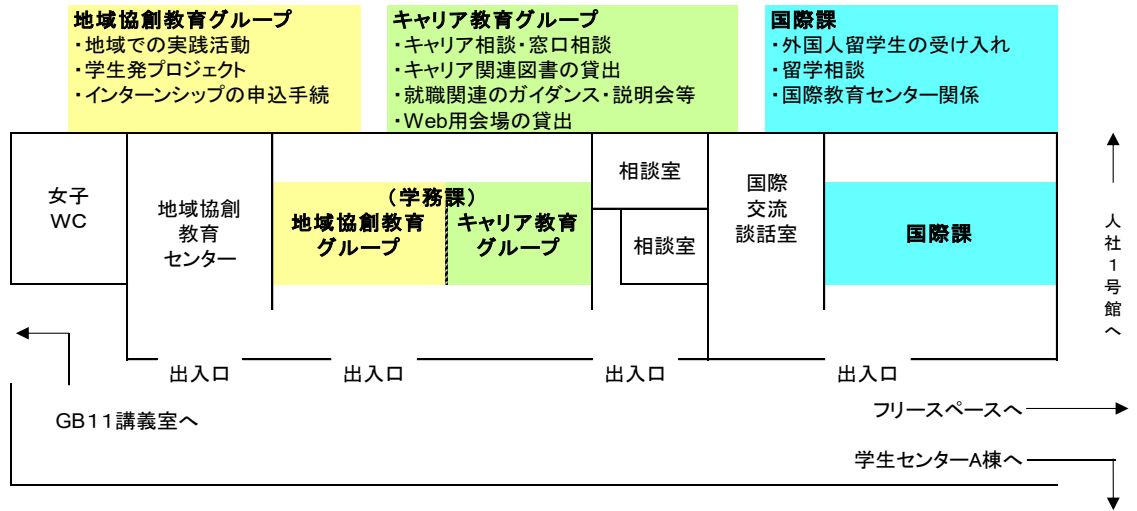 地域協創教育グループ
・地域での実践活動
・学生発プロジェクト
・インターンシップの申込手続
キャリア教育グループ
・キャリア相談・窓口相談
・キャリア関連図書の貸出
・就職関連のガイダンス・説明会等
・Web用会場の貸出
国際課
・外国人留学生の受け入れ
・留学相談
・国際教育センター関係
女子
WC
地域協創
教育
センター
（学務課）
地域協創教育
グループ
キャリア教育
グループ
相談室
相談室
国際
交流
談話室
国際課
人社1号館へ
出入口
出入口
出入口
出入口
GB11講義室へ
フリースペースへ
学生センターA棟へ